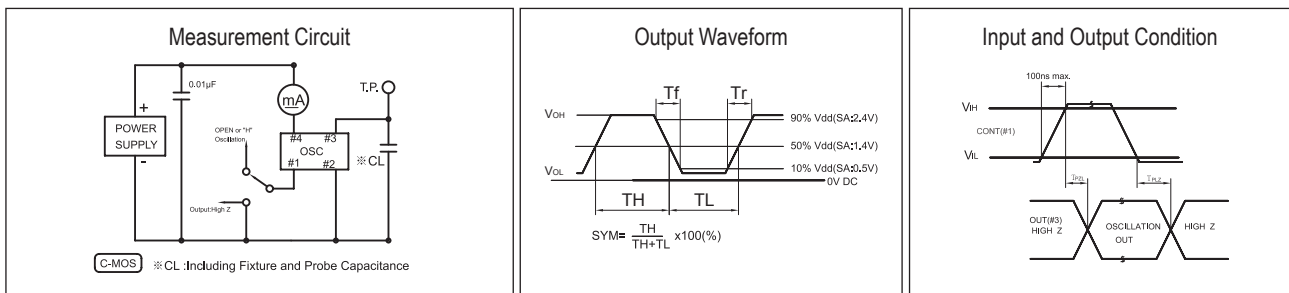 Measurement Circuit
0.01µF
T.P.
+
mA
POWER
SUPPLY
-
OPEN or "H"
Oscillation
#4 #3
OSC
#1 #2
※CL
Output:High Z
C-MOS ※CL :Including Fixture and Probe Capacitance
Output Waveform
Tf Tr
VOH
90% Vdd(SA:2.4V)
50% Vdd(SA:1.4V)
10% Vdd(SA:0.5V)
VOL
0V DC
TH TL
SYM= TH
TH+TL x100(%)
Input and Output Condition
100ns max.
VIH
CONT(#1)
VIL
TPZL TPLZ
OUT(#3)
HIGH Z
OSCILLATION
OUT
HIGH Z